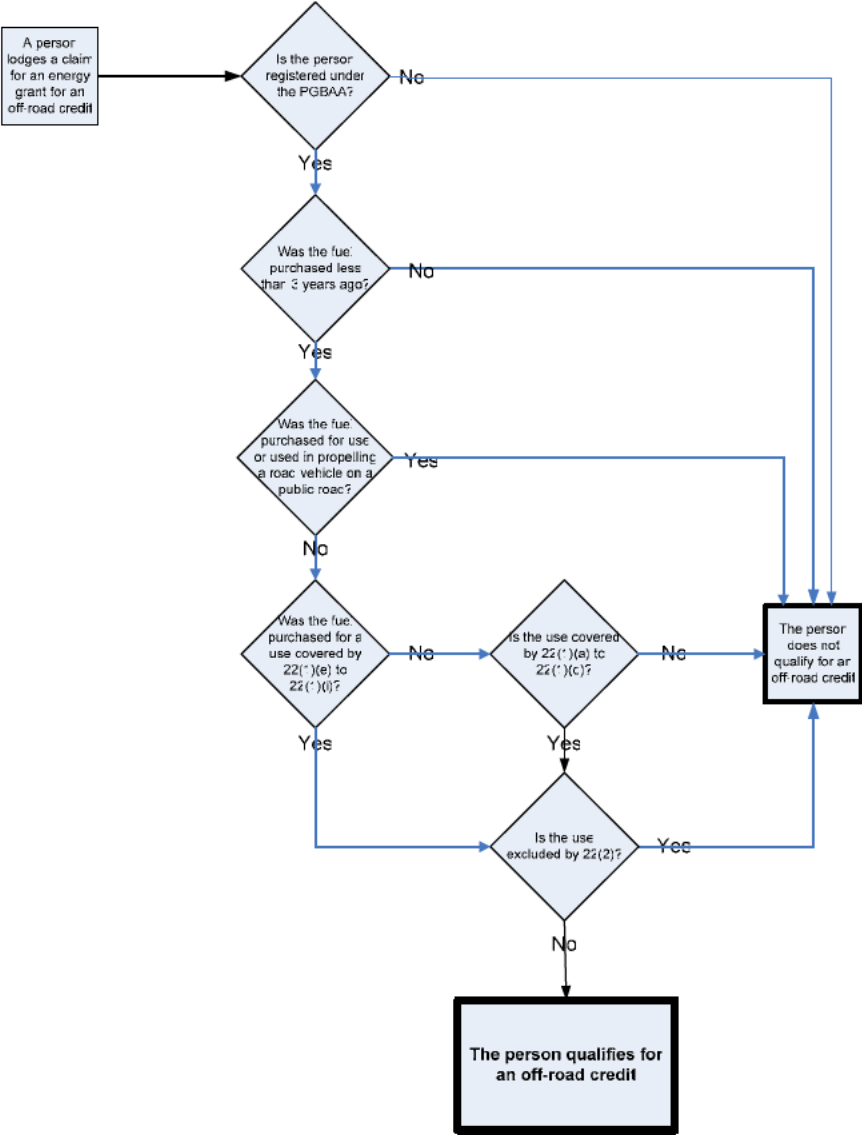 A person
lodges a claim
for an energy
grant for an
off-road credit
Is the person
registered under
the PGBAA?
No
Yes
Was the fuel
purchased less
than 3 years ago?
No
Yes
Was the fuel
purchased for use
or used in propelling
a road vehicle on a
public road?
Yes
No
Was the fuel
purchased for a
use covered by
22(1)(e) to
22(1)(i)?
No
Is the use covered
by 22(1)(a) to
22(1)(c)?
No
The person
does not
qualify for an
off-road credit
Yes
Yes
Is the use
excluded by 22(2)?
Yes
No
The person qualifies for
an off-road credit